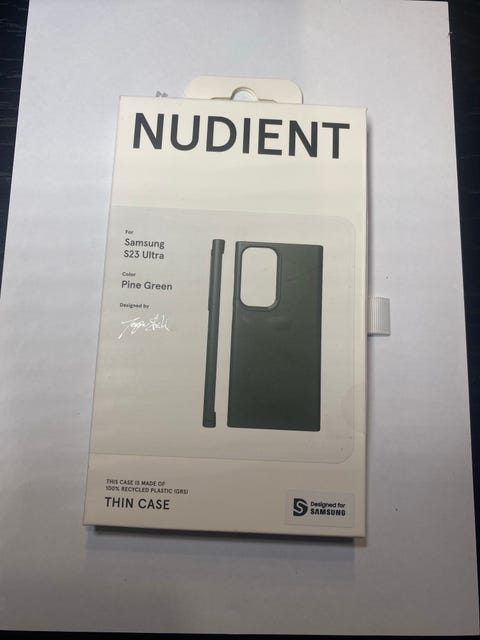 NUDIENT
For
Samsung
S23 Ultra
Color
Pine Green
Designed by
THIS CASE IS MADE OF
100% RECYCLED PLASTIC (GRS)
THIN CASE
Designed for
SAMSUNG